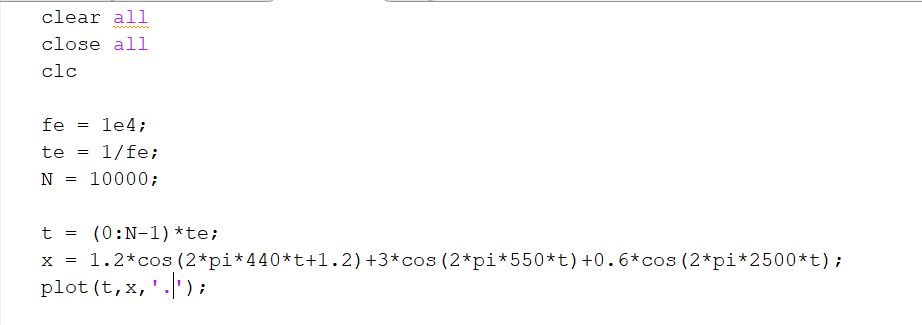 clear all
close all
clc
fe = 1e4;
te = 1/fe;
N = 10000;
t = (0:N-1)*te;
x = 1.2*cos(2*pi*440*t+1.2)+3*cos(2*pi*550*t)+0.6*cos(2*pi*2500*t);
plot(t,x,'.');